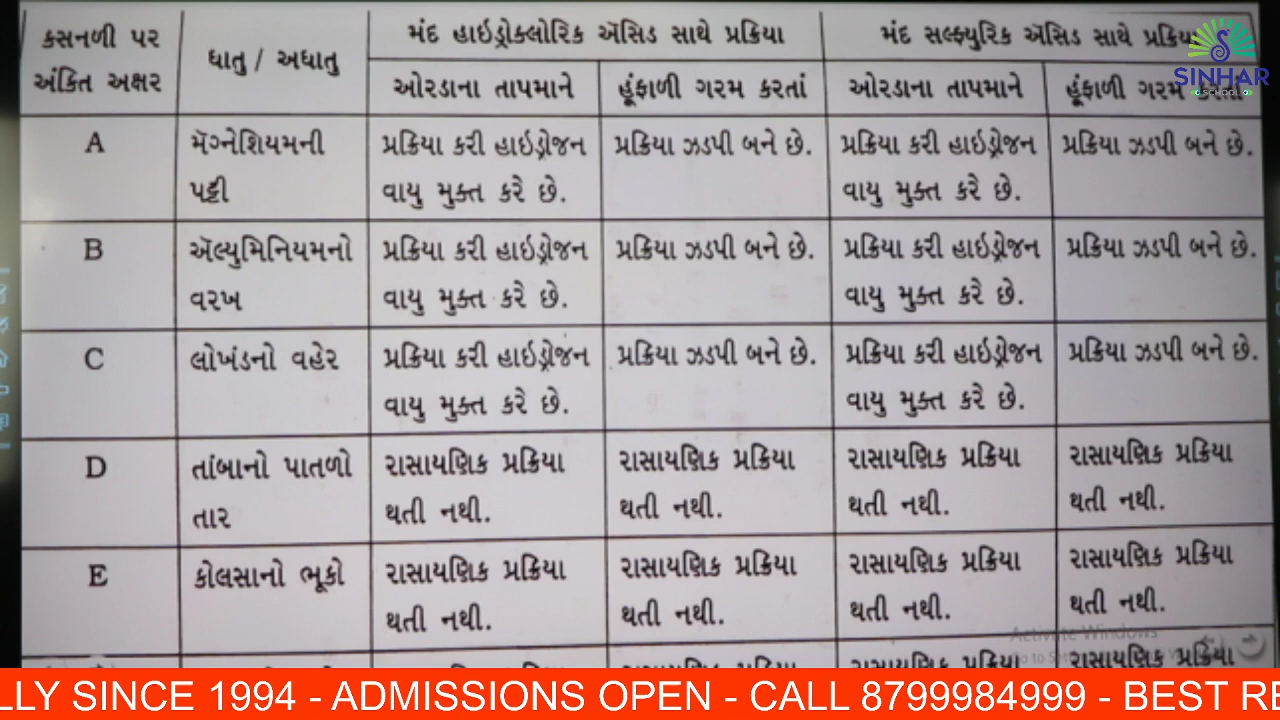 કસનળી પર
અંકિત અક્ષર
ધાતુ / અધાતુ
મંદ હાઇડ્રોક્લોરિક ઍસિડ સાથે પ્રક્રિયા
મંદ સલ્ફ્યુરિક ઍસિડ સાથે પ્રક્રિયા
ઓરડાના તાપમાને
હૂંફાળી ગરમ કરતાં
ઓરડાના તાપમાને
હૂંફાળી ગરમ કરતાં
SINHAR
SCHOOL
A
મૅગ્નેશિયમની
પટ્ટી
પ્રક્રિયા કરી હાઇડ્રોજન
વાયુ મુક્ત કરે છે.
પ્રક્રિયા ઝડપી બને છે.
પ્રક્રિયા કરી હાઇડ્રોજન
વાયુ મુક્ત કરે છે.
પ્રક્રિયા ઝડપી બને છે.
B
ઍલ્યુમિનિયમનો
વરખ
પ્રક્રિયા કરી હાઇડ્રોજન
વાયુ મુક્ત કરે છે.
પ્રક્રિયા ઝડપી બને છે.
પ્રક્રિયા કરી હાઇડ્રોજન
વાયુ મુક્ત કરે છે.
પ્રક્રિયા ઝડપી બને છે.
C
લોખંડનો વહેર
પ્રક્રિયા કરી હાઇડ્રોજન
વાયુ મુક્ત કરે છે.
પ્રક્રિયા ઝડપી બને છે.
પ્રક્રિયા કરી હાઇડ્રોજન
વાયુ મુક્ત કરે છે.
પ્રક્રિયા ઝડપી બને છે.
D
તાંબાનો પાતળો
તાર
રાસાયણિક પ્રક્રિયા
થતી નથી.
રાસાયણિક પ્રક્રિયા
થતી નથી.
રાસાયણિક પ્રક્રિયા
થતી નથી.
રાસાયણિક પ્રક્રિયા
થતી નથી.
E
કોલસાનો ભૂકો
રાસાયણિક પ્રક્રિયા
થતી નથી.
રાસાયણિક પ્રક્રિયા
થતી નથી.
રાસાયણિક પ્રક્રિયા
થતી નથી.
રાસાયણિક પ્રક્રિયા
થતી નથી.
Activate Windows
રાસાયણિક પ્રક્રિયા
LLY SINCE 1994 - ADMISSIONS OPEN - CALL 8799984999 - BEST RE